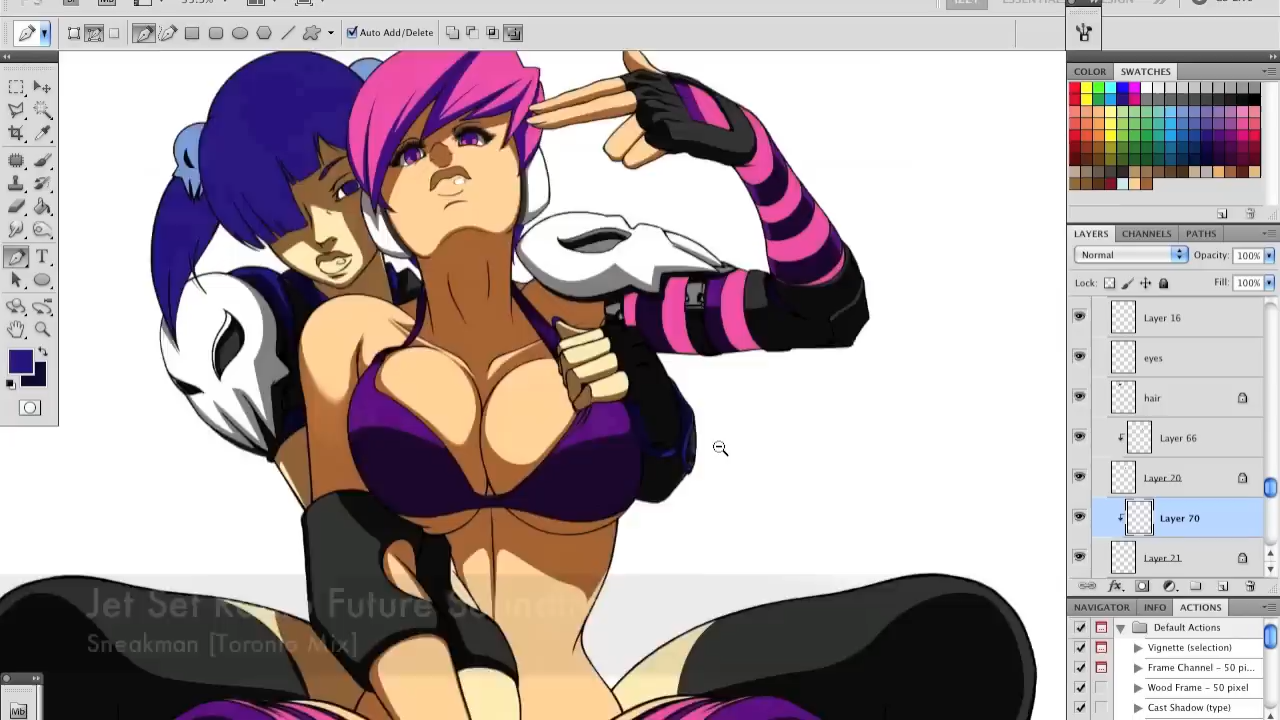 Auto Add/Delete
COLOR
SWATCHES
LAYERS
CHANNELS
PATHS
Normal
Opacity: 100%
Lock:
Fill: 100%
Layer 16
eyes
hair
Layer 66
Layer 20
Layer 70
Layer 21
fx
NAVIGATOR
INFO
ACTIONS
Default Actions
Vignette (selection)
Frame Channel - 50 pi...
Wood Frame - 50 pixel
Cast Shadow (type)
Mb
Jet Set Future
Sneakman [Toronto Mix]